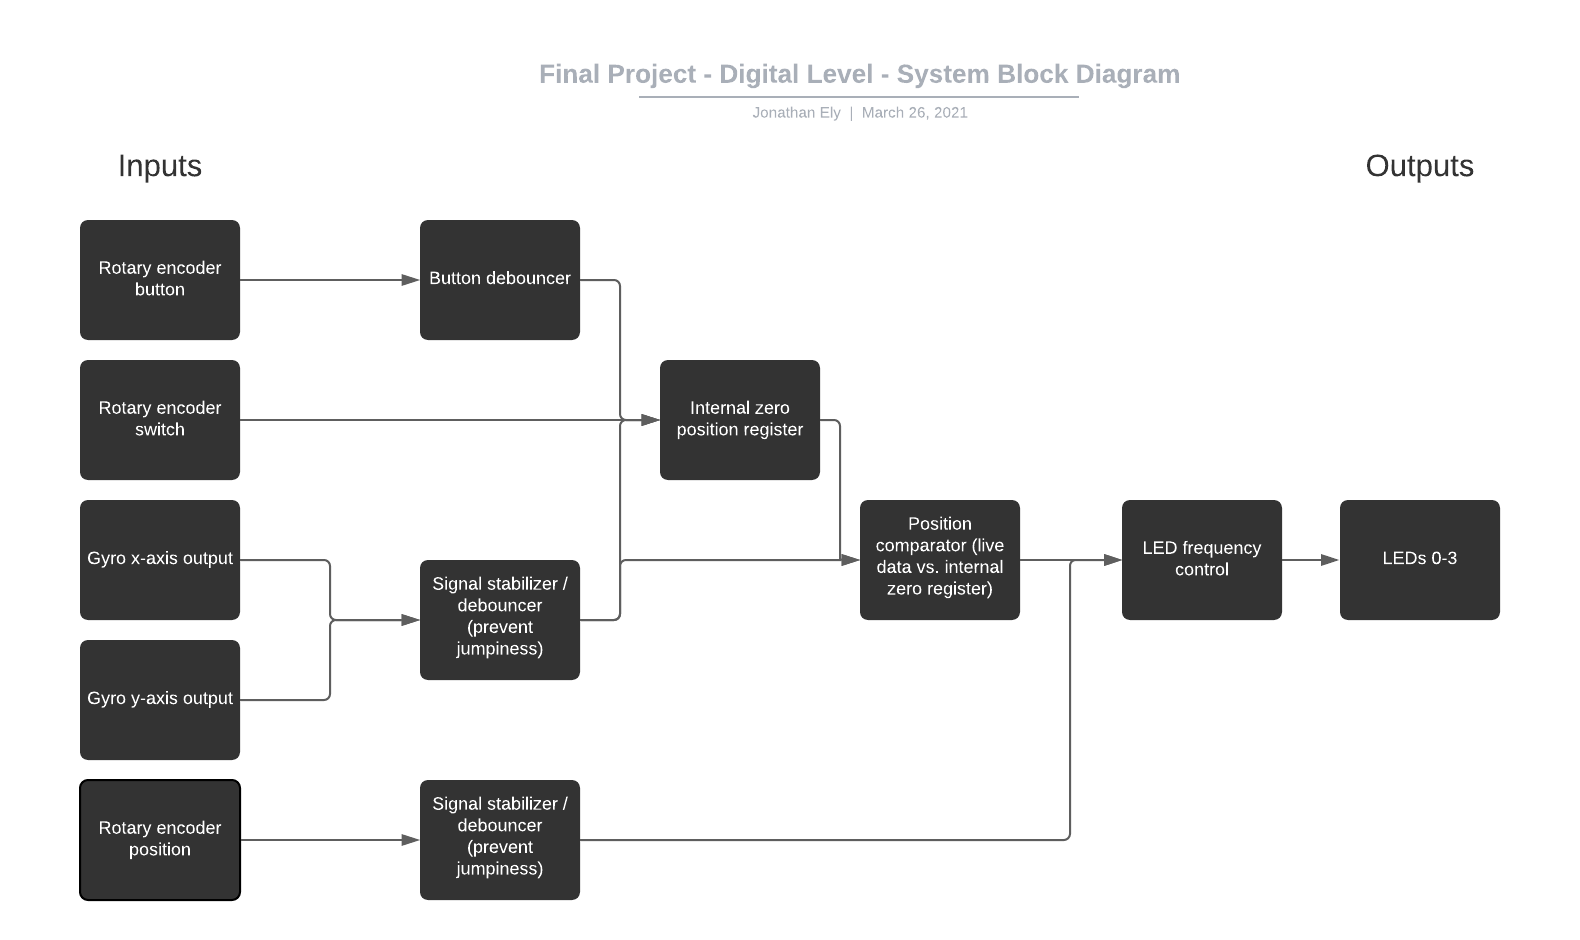 Final Project - Digital Level - System Block Diagram
Jonathan Ely | March 26, 2021
Inputs
Outputs
Rotary encoder
button
Button debouncer
Rotary encoder
switch
Internal zero
position register
Gyro x-axis output
Signal stabilizer /
debouncer
(prevent
jumpiness)
Position
comparator (live
data vs. internal
zero register)
LED frequency
control
LEDs 0-3
Gyro y-axis output
Rotary encoder
position
Signal stabilizer /
debouncer
(prevent
jumpiness)